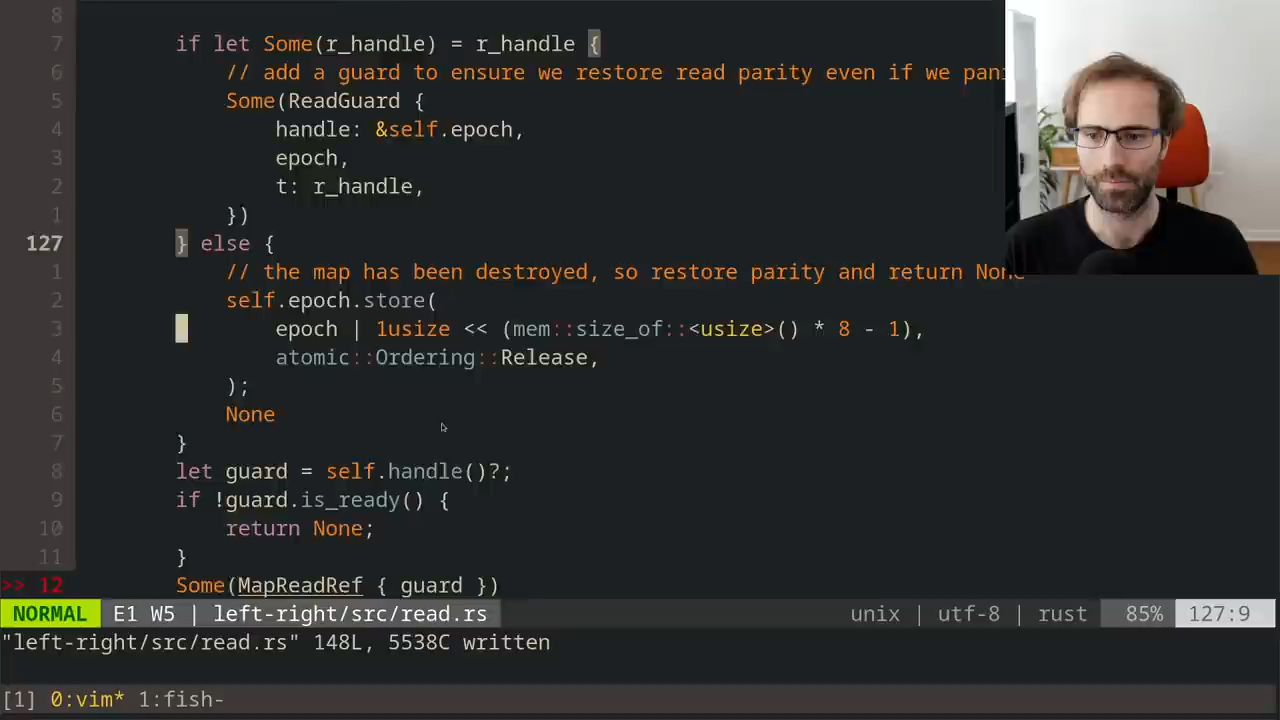 8
7 if let Some(r_handle) = r_handle {
6 // add a guard to ensure we restore read parity even if we pani
5 Some(ReadGuard {
4 handle: &self.epoch,
3 epoch,
2 t: r_handle,
1 })
127 } else {
1 // the map has been destroyed, so restore parity and return None
2 self.epoch.store(
3 epoch | 1usize << (mem::size_of::<usize>() * 8 - 1),
4 atomic::Ordering::Release,
5 );
6 None
7 }
8 let guard = self.handle()?;
9 if !guard.is_ready() {
10 return None;
11 }
>> 12 Some(MapReadRef { guard })
NORMAL E1 W5 | left-right/src/read.rs unix | utf-8 | rust 85% 127:9
"left-right/src/read.rs" 148L, 5538C written
[1] 0:vim* 1:fish-